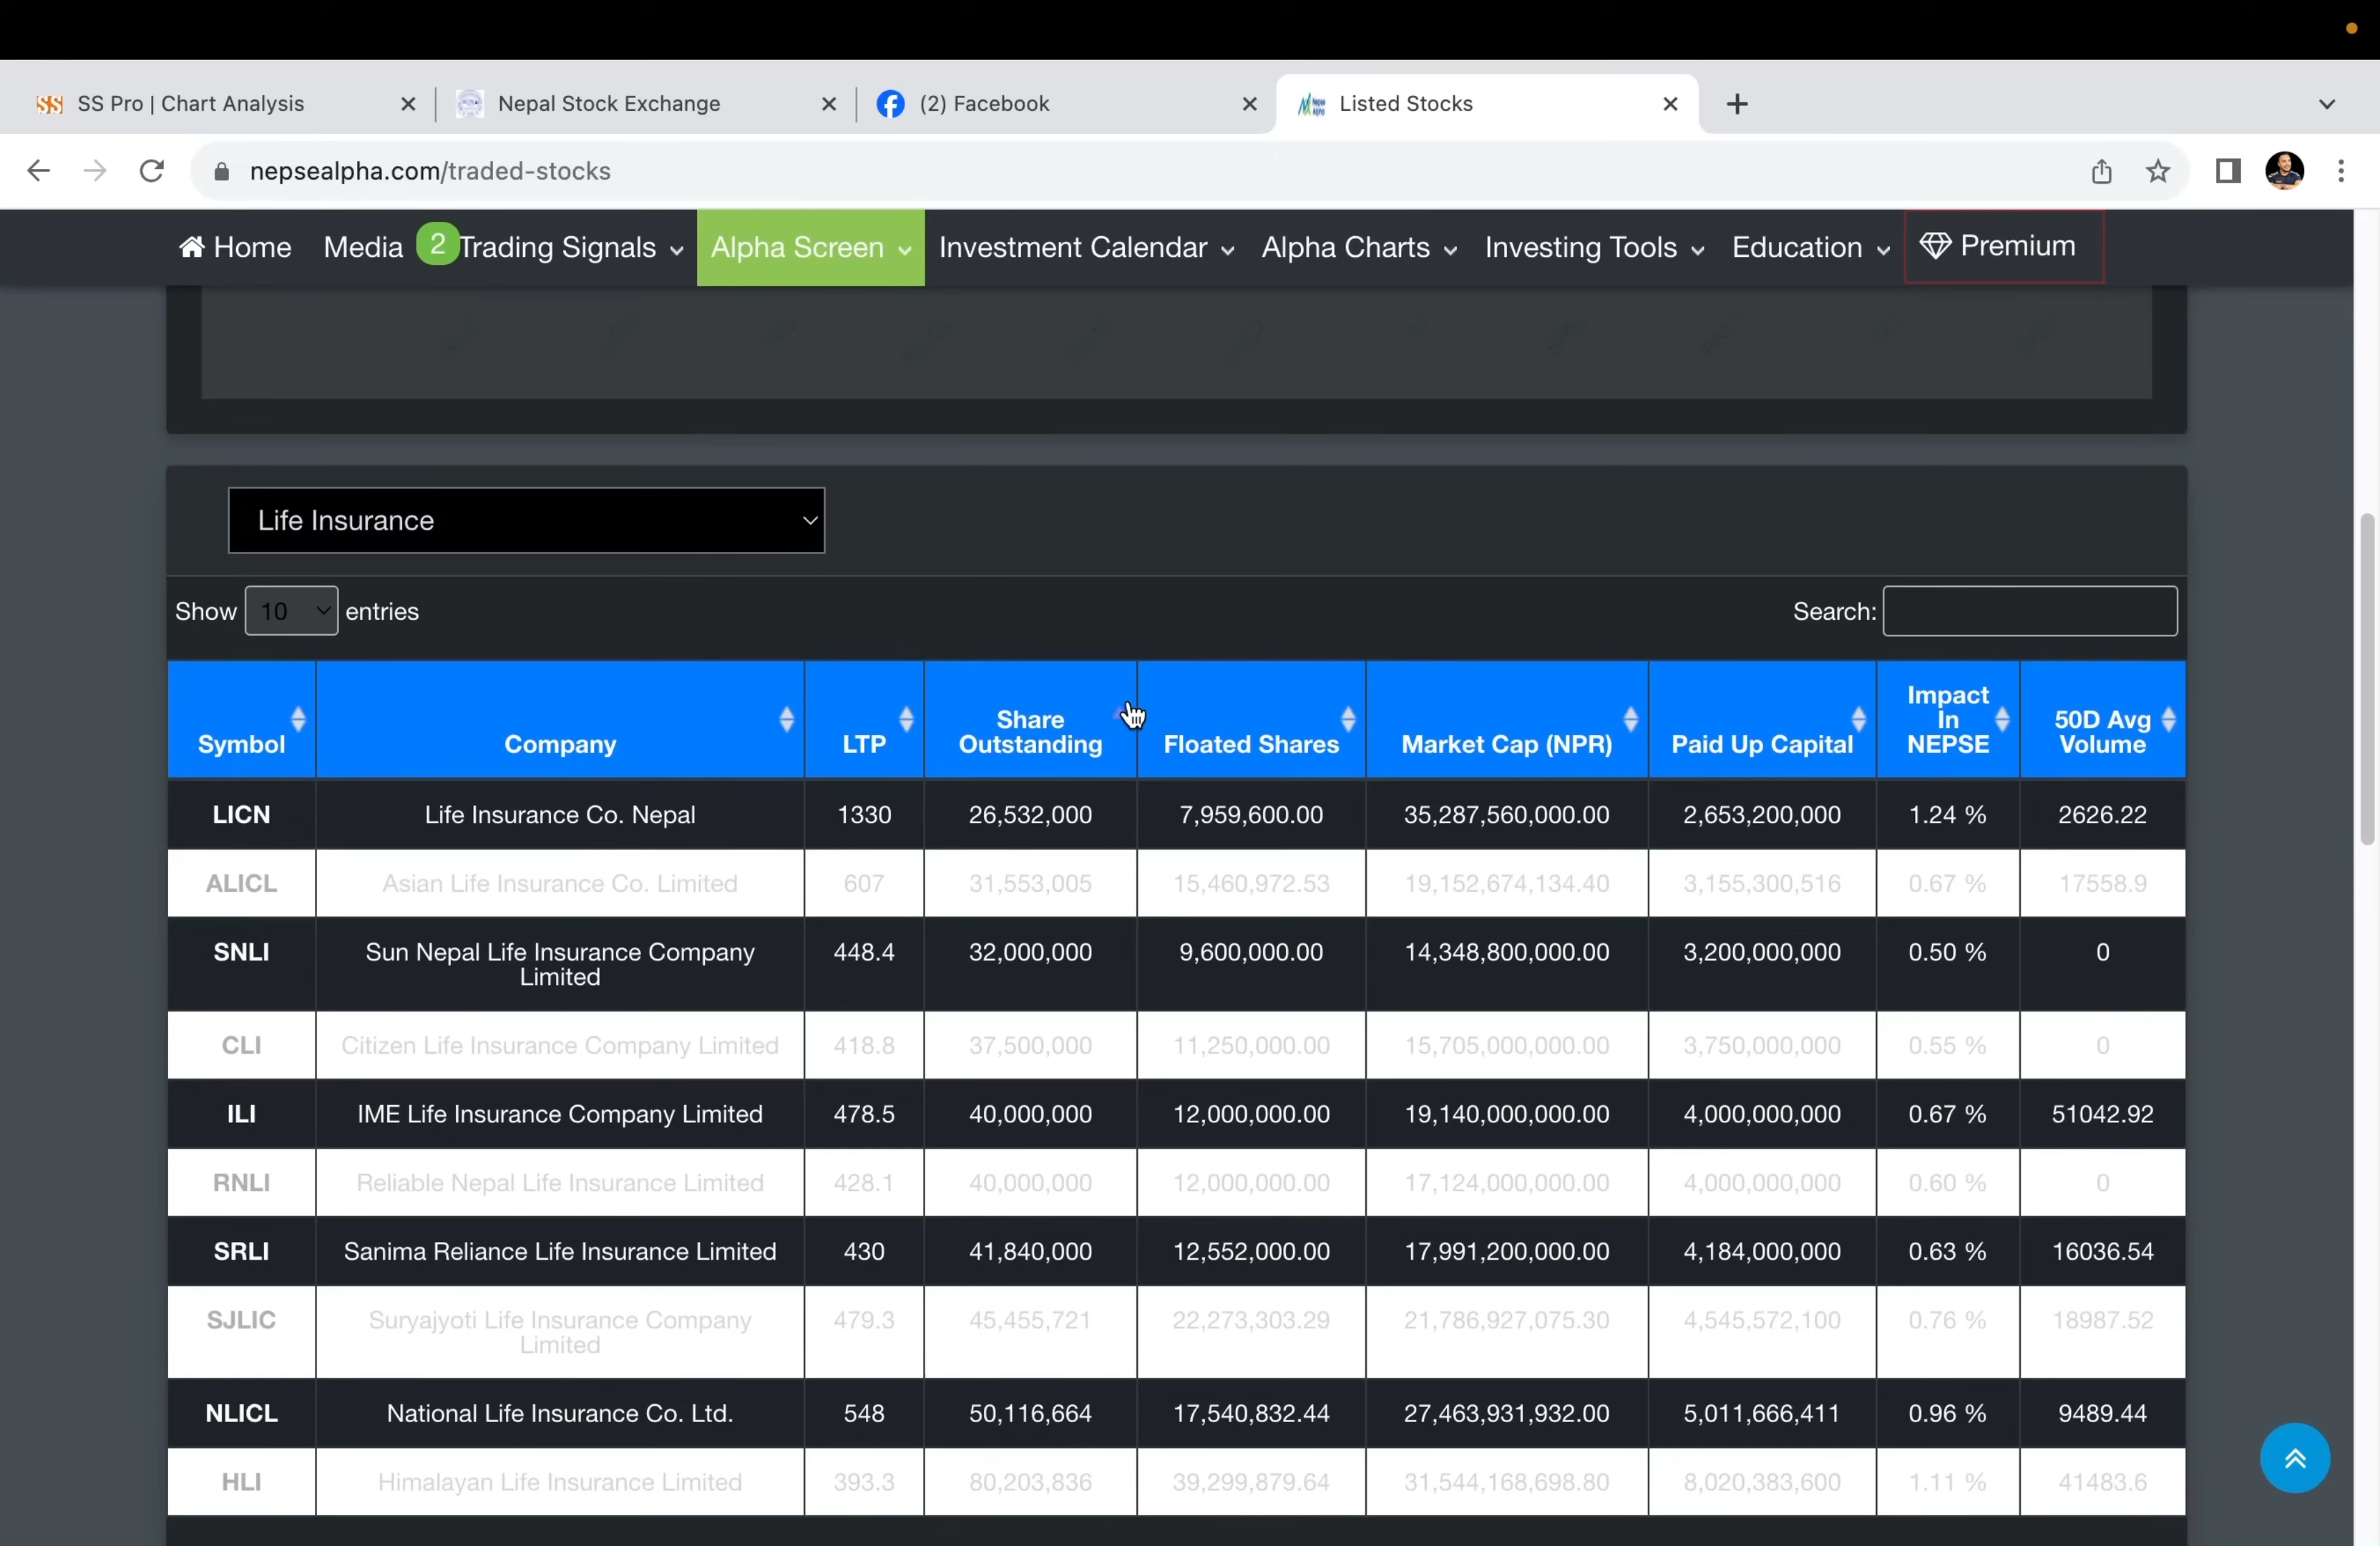 SS Pro | Chart Analysis
Nepal Stock Exchange
(2) Facebook
Listed Stocks
nepsealpha.com/traded-stocks
Home Media 2 Trading Signals Alpha Screen Investment Calendar Alpha Charts Investing Tools Education Premium
Life Insurance
Show 10 entries
Search:
Symbol Company LTP Share Outstanding Floated Shares Market Cap (NPR) Paid Up Capital Impact In NEPSE 50D Avg Volume
LICN Life Insurance Co. Nepal 1330 26,532,000 7,959,600.00 35,287,560,000.00 2,653,200,000 1.24 % 2626.22
ALICL Asian Life Insurance Co. Limited 607 31,553,005 15,460,972.53 19,152,674,134.40 3,155,300,516 0.67 % 17558.9
SNLI Sun Nepal Life Insurance Company Limited 448.4 32,000,000 9,600,000.00 14,348,800,000.00 3,200,000,000 0.50 % 0
CLI Citizen Life Insurance Company Limited 418.8 37,500,000 11,250,000.00 15,705,000,000.00 3,750,000,000 0.55 % 0
ILI IME Life Insurance Company Limited 478.5 40,000,000 12,000,000.00 19,140,000,000.00 4,000,000,000 0.67 % 51042.92
RNLI Reliable Nepal Life Insurance Limited 428.1 40,000,000 12,000,000.00 17,124,000,000.00 4,000,000,000 0.60 % 0
SRLI Sanima Reliance Life Insurance Limited 430 41,840,000 12,552,000.00 17,991,200,000.00 4,184,000,000 0.63 % 16036.54
SJLIC Suryajyoti Life Insurance Company Limited 479.3 45,455,721 22,273,303.29 21,786,927,075.30 4,545,572,100 0.76 % 18987.52
NLICL National Life Insurance Co. Ltd. 548 50,116,664 17,540,832.44 27,463,931,932.00 5,011,666,411 0.96 % 9489.44
HLI Himalayan Life Insurance Limited 393.3 80,203,836 39,299,879.64 31,544,168,698.80 8,020,383,600 1.11 % 41483.6